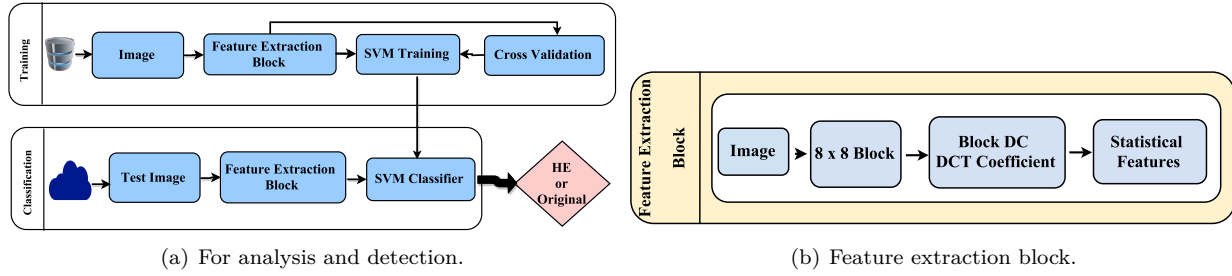 Training
Image
Feature Extraction
Block
SVM Training
Cross Validation
Classification
Test Image
Feature Extraction
Block
SVM Classifier
HE
or
Original
(a) For analysis and detection.
Feature Extraction
Block
Image
8 x 8 Block
Block DC
DCT Coefficient
Statistical
Features
(b) Feature extraction block.